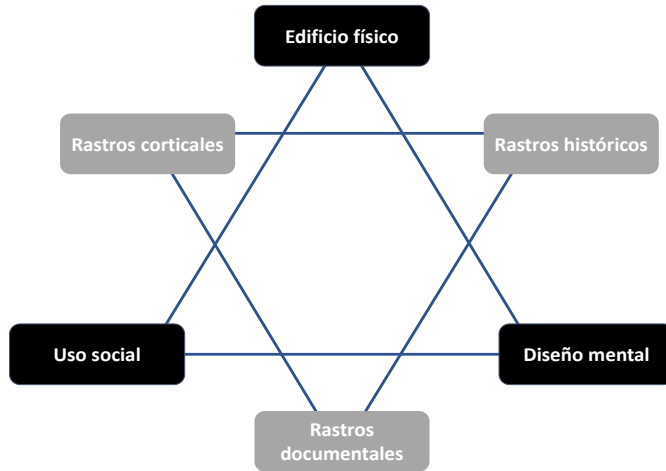 Edificio físico
Rastros corticales
Rastros históricos
Uso social
Diseño mental
Rastros
documentales